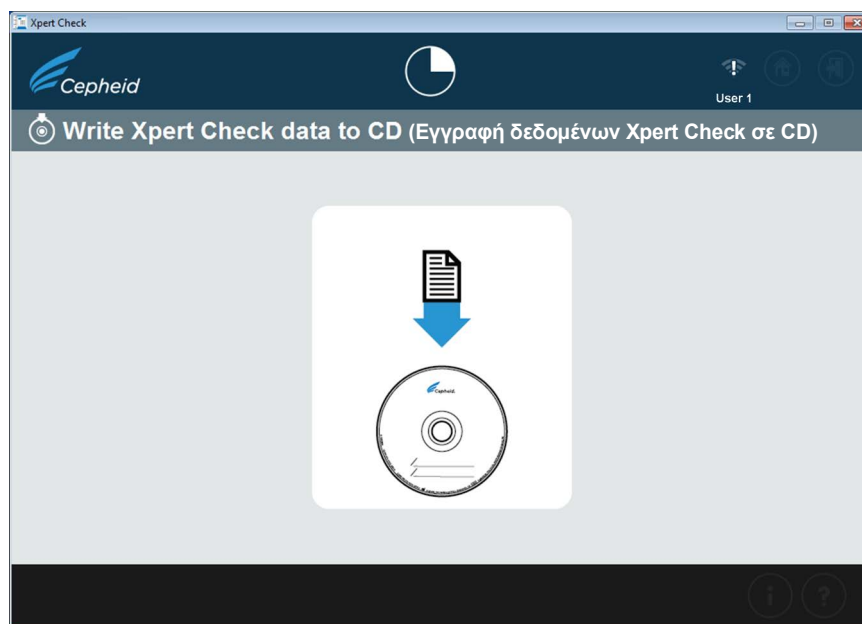 Xpert Check
Cepheid
User 1
Write Xpert Check data to CD (Εγγραφή δεδομένων Xpert Check σε CD)
Cepheid
i ?